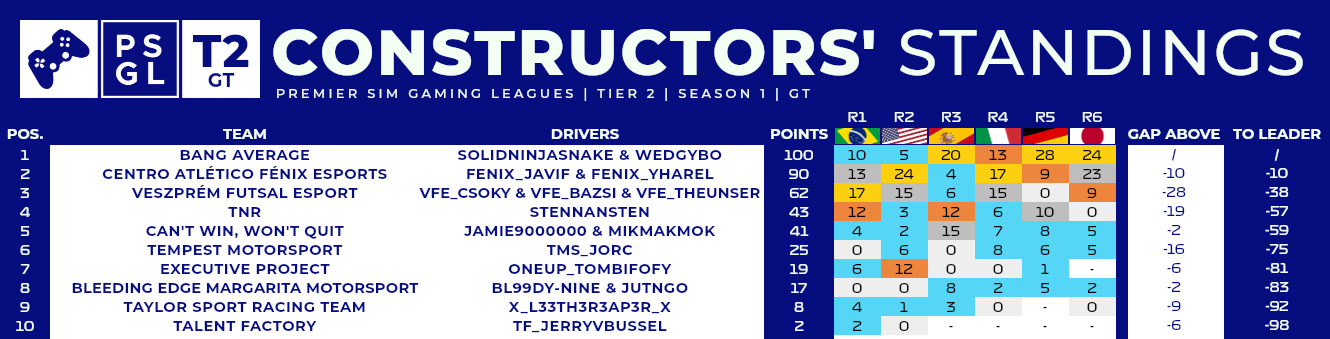 PS
GL
T2
GT
CONSTRUCTORS' STANDINGS
PREMIER SIM GAMING LEAGUES | TIER 2 | SEASON 1 | GT
R1 R2 R3 R4 R5 R6
POS. TEAM DRIVERS POINTS GAP ABOVE TO LEADER
1 BANG AVERAGE SOLIDNINJASNAKE & WEDGYBO 100 10 5 20 13 28 24 / /
2 CENTRO ATLÉTICO FÉNIX ESPORTS FENIX_JAVIF & FENIX_YHAREL 90 13 24 4 17 9 23 -10 -10
3 VESZPRÉM FUTSAL ESPORT VFE_CSOKY & VFE_BAZSI & VFE_THEUNSER 62 17 15 6 15 0 9 -28 -38
4 TNR STENNANSTEN 43 12 3 12 6 10 0 -19 -57
5 CAN'T WIN, WON'T QUIT JAMIE9000000 & MIKMAKMOK 41 4 2 15 7 8 5 -2 -59
6 TEMPEST MOTORSPORT TMS_JORC 25 0 6 0 8 6 5 -16 -75
7 EXECUTIVE PROJECT ONEUP_TOMBIFOFY 19 6 12 0 0 1 - -6 -81
8 BLEEDING EDGE MARGARITA MOTORSPORT BL99DY-NINE & JUTNGO 17 0 0 8 2 5 2 -2 -83
9 TAYLOR SPORT RACING TEAM X_L33TH3R3AP3R_X 8 4 1 3 0 - 0 -9 -92
10 TALENT FACTORY TF_JERRYVBUSSEL 2 2 0 - - - - -6 -98